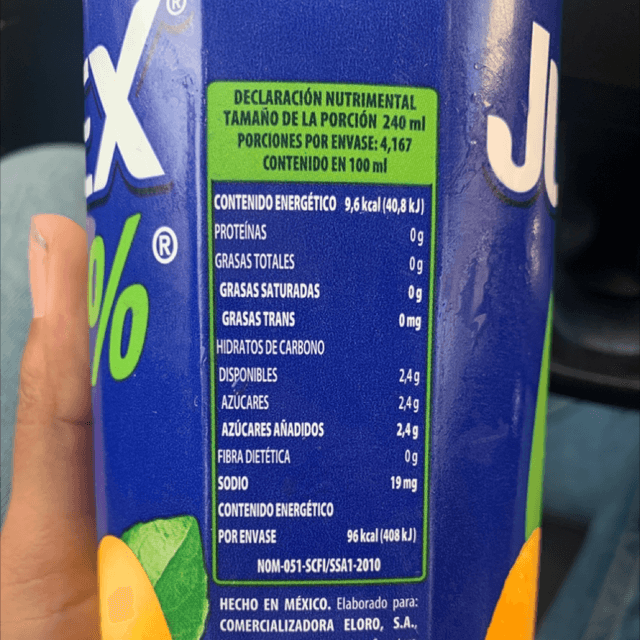 EX®
%®
JU
DECLARACIÓN NUTRIMENTAL
TAMAÑO DE LA PORCIÓN 240 ml
PORCIONES POR ENVASE: 4,167
CONTENIDO EN 100 ml
CONTENIDO ENERGÉTICO 9,6 kcal (40,8 kJ)
PROTEÍNAS 0 g
GRASAS TOTALES 0 g
GRASAS SATURADAS 0 g
GRASAS TRANS 0 mg
HIDRATOS DE CARBONO
DISPONIBLES 2,4 g
AZÚCARES 2,4 g
AZÚCARES AÑADIDOS 2,4 g
FIBRA DIETÉTICA 0 g
SODIO 19 mg
CONTENIDO ENERGÉTICO
POR ENVASE 96 kcal (408 kJ)
NOM-051-SCFI/SSA1-2010
HECHO EN MÉXICO. Elaborado para:
COMERCIALIZADORA ELORO, S.A.,